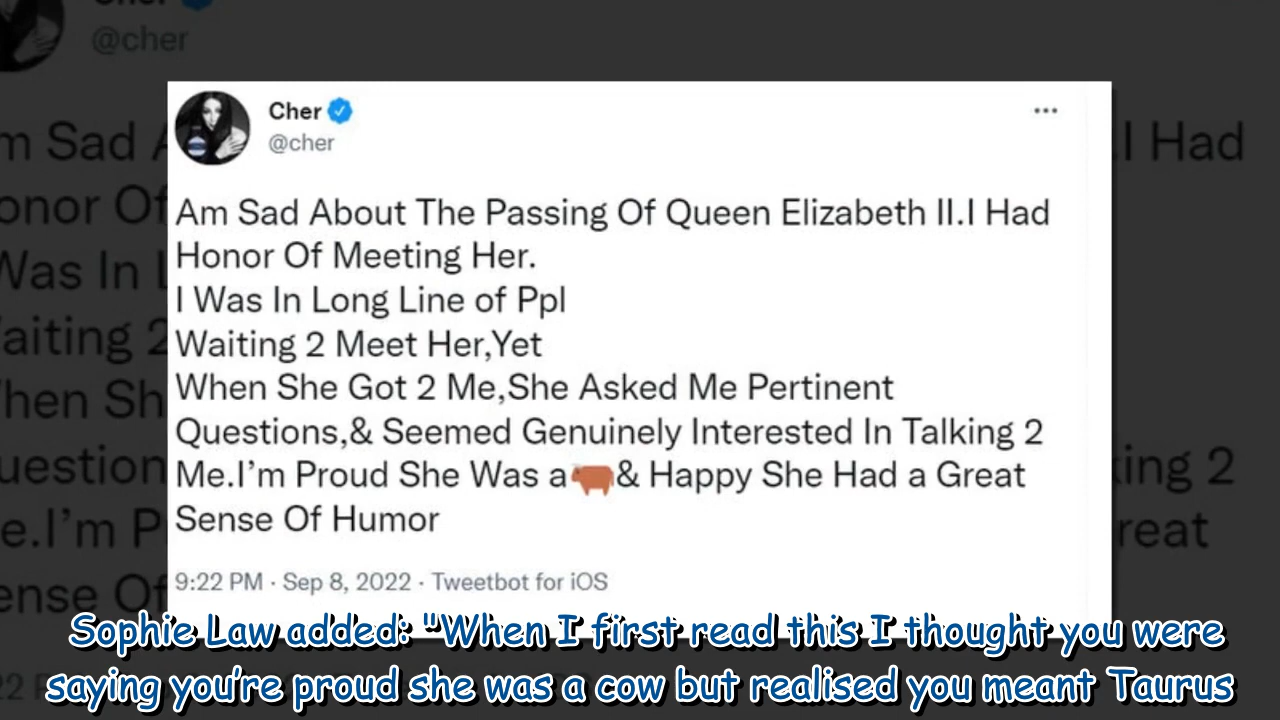 Cher
@cher
Am Sad About The Passing Of Queen Elizabeth II.I Had
Honor Of Meeting Her.
I Was In Long Line of Ppl
Waiting 2 Meet Her,Yet
When She Got 2 Me,She Asked Me Pertinent
Questions,& Seemed Genuinely Interested In Talking 2
Me.I’m Proud She Was a🐂& Happy She Had a Great
Sense Of Humor
9:22 PM · Sep 8, 2022 · Tweetbot for iOS
Sophie Law added: "When I first read this I thought you were
saying you’re proud she was a cow but realised you meant Taurus